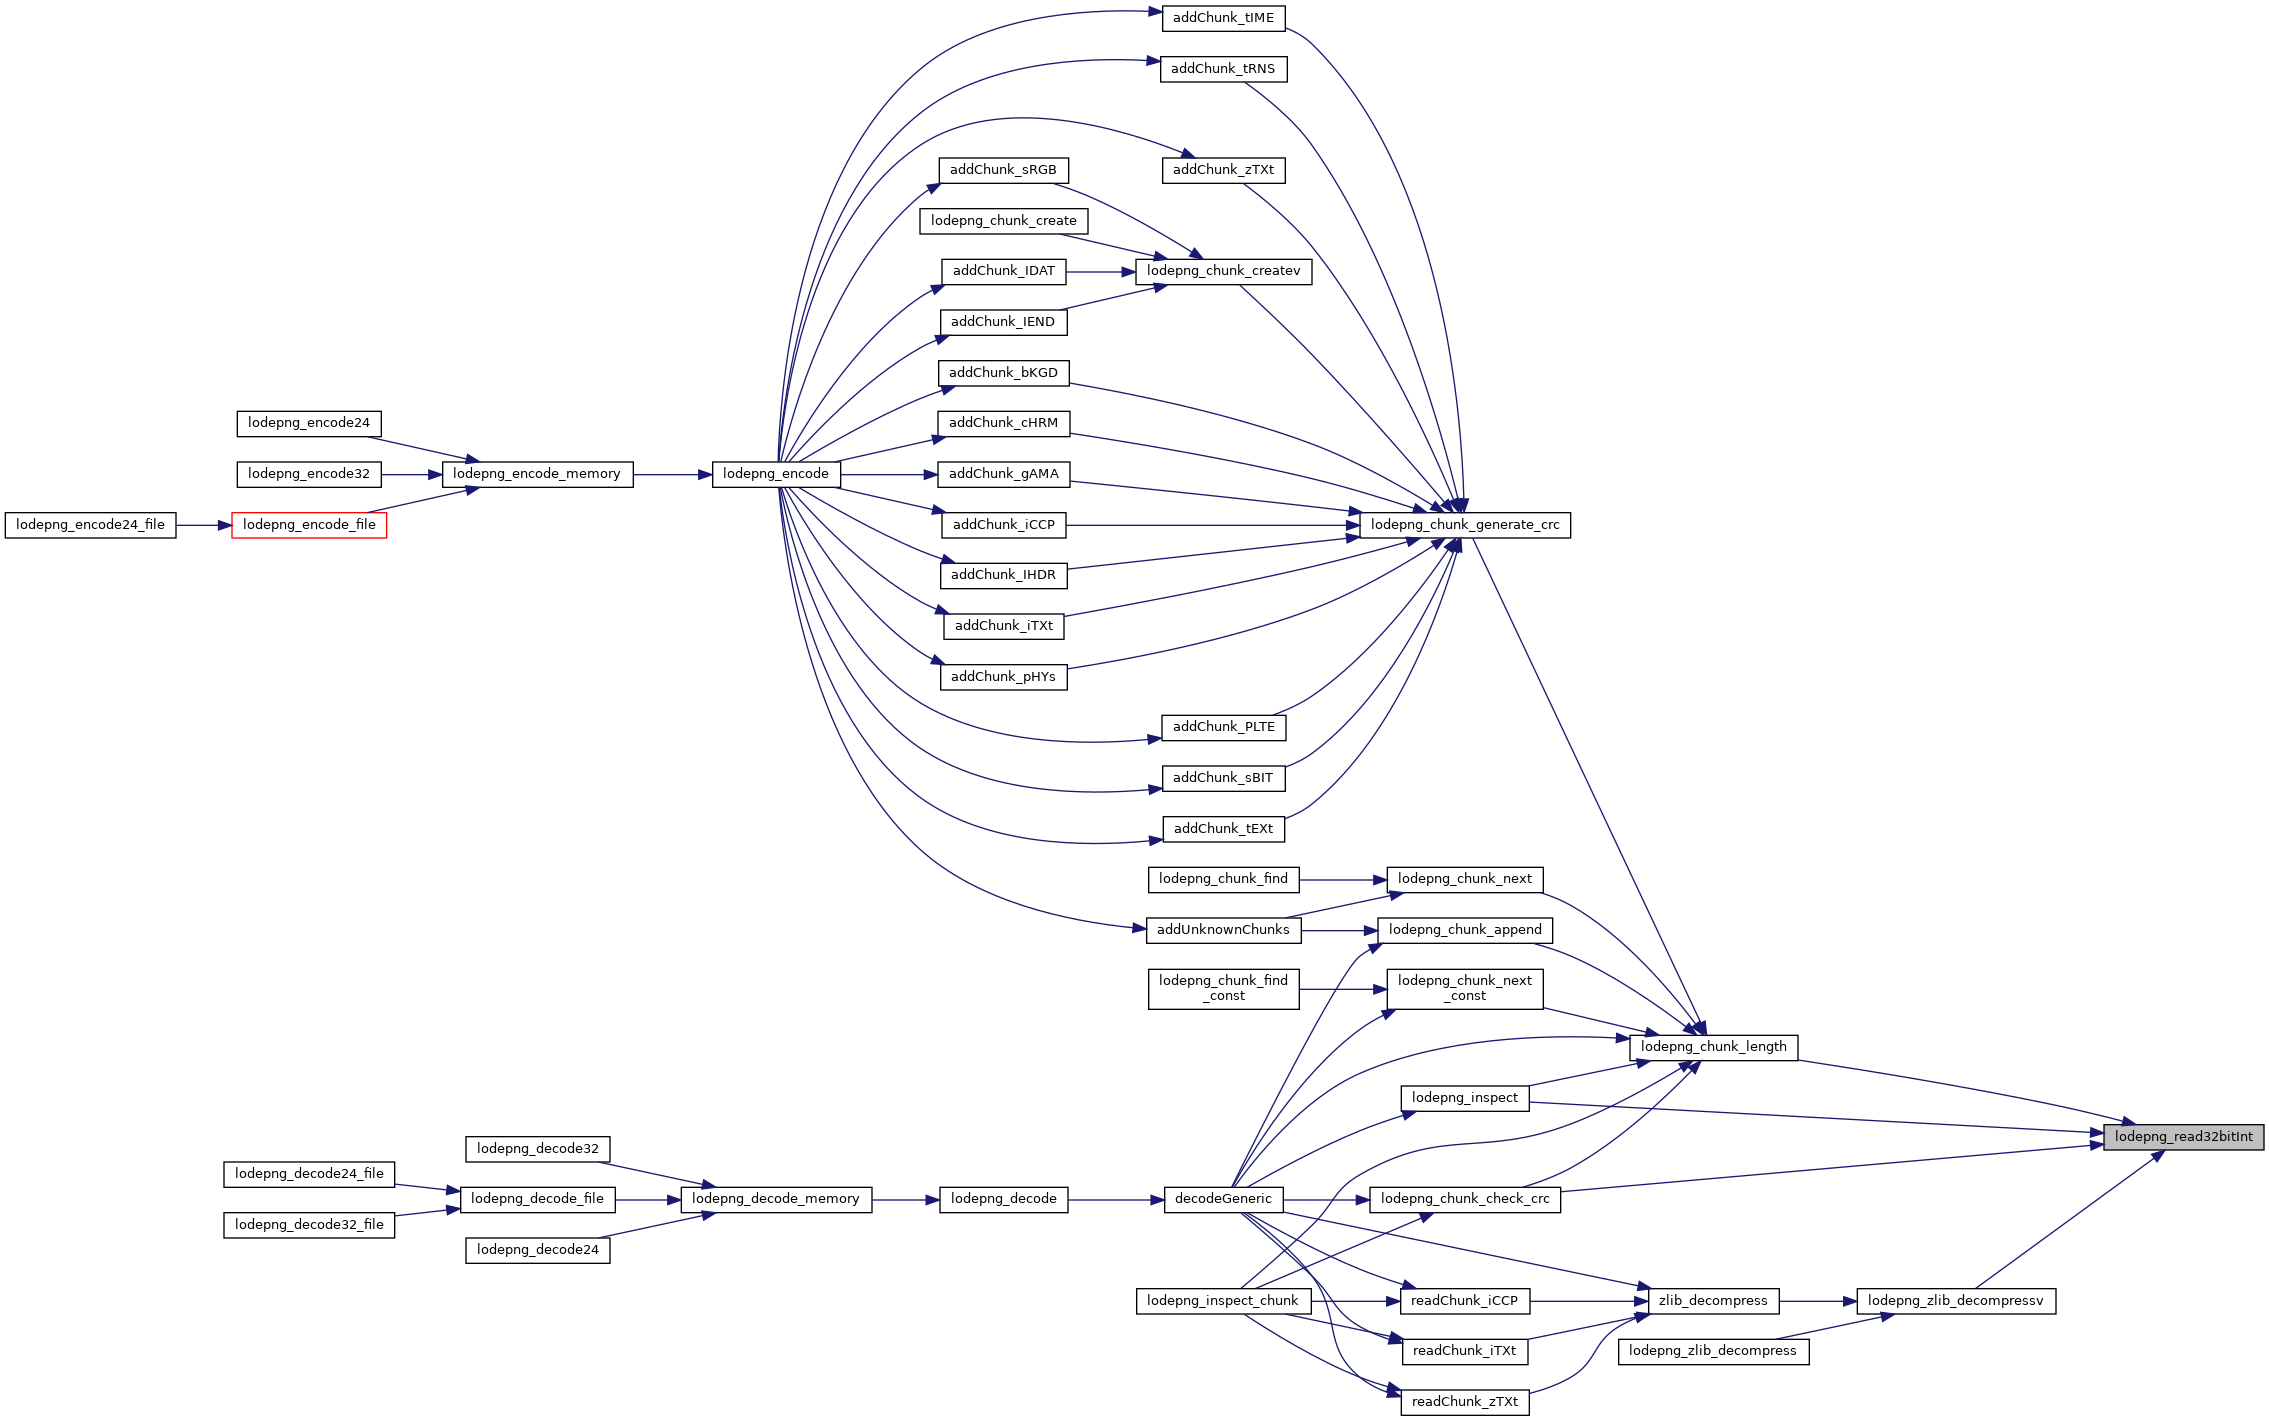 addChunk_tIME
addChunk_tRNS
addChunk_sRGB
addChunk_zTXt
lodepng_chunk_create
addChunk_IDAT
lodepng_chunk_createv
addChunk_IEND
addChunk_bKGD
lodepng_encode24
addChunk_cHRM
lodepng_encode32
lodepng_encode_memory
lodepng_encode
addChunk_gAMA
lodepng_encode24_file
lodepng_encode_file
addChunk_iCCP
lodepng_chunk_generate_crc
addChunk_IHDR
addChunk_iTXt
addChunk_pHYs
addChunk_PLTE
addChunk_sBIT
addChunk_tEXt
lodepng_chunk_find
lodepng_chunk_next
addUnknownChunks
lodepng_chunk_append
lodepng_chunk_find
_const
lodepng_chunk_next
_const
lodepng_chunk_length
lodepng_inspect
lodepng_read32bitInt
lodepng_decode32
lodepng_decode24_file
lodepng_decode_file
lodepng_decode_memory
lodepng_decode
decodeGeneric
lodepng_chunk_check_crc
lodepng_decode32_file
lodepng_decode24
lodepng_inspect_chunk
readChunk_iCCP
zlib_decompress
lodepng_zlib_decompressv
readChunk_iTXt
lodepng_zlib_decompress
readChunk_zTXt